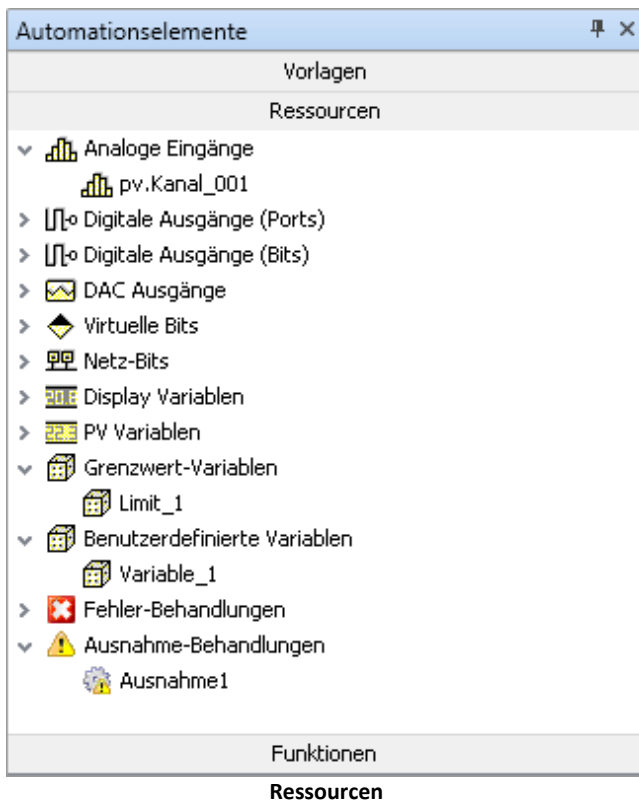 Automationselemente
Vorlagen
Ressourcen
Analoge Eingänge
pv.Kanal_001
Digitale Ausgänge (Ports)
Digitale Ausgänge (Bits)
DAC Ausgänge
Virtuelle Bits
Netz-Bits
Display Variablen
PV Variablen
Grenzwert-Variablen
Limit_1
Benutzerdefinierte Variablen
Variable_1
Fehler-Behandlungen
Ausnahme-Behandlungen
Ausnahme1
Funktionen
Ressourcen